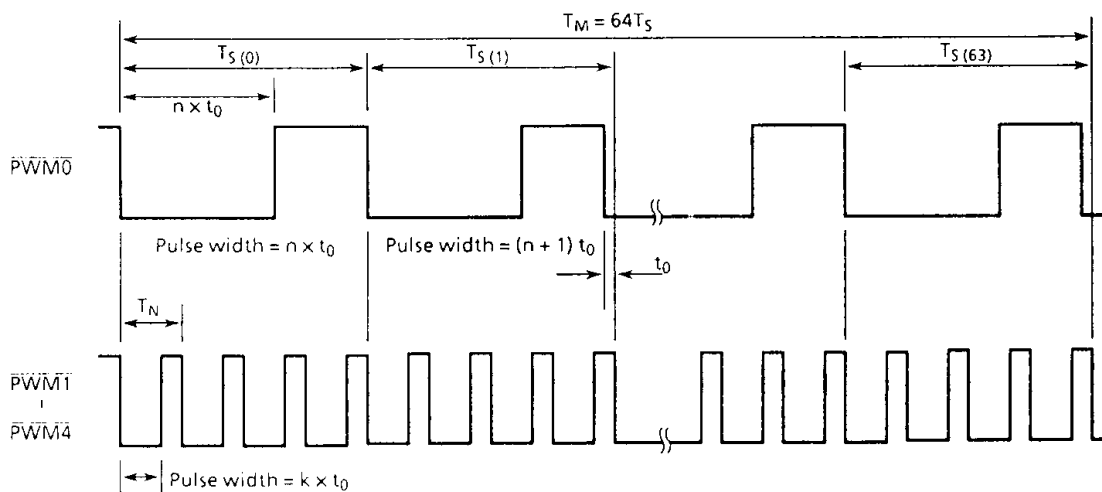 T_M = 64T_S
T_S (0)
T_S (1)
T_S (63)
n × t_0
PWM0
Pulse width = n × t_0
Pulse width = (n + 1) t_0
t_0
T_N
PWM1
PWM4
Pulse width = k × t_0